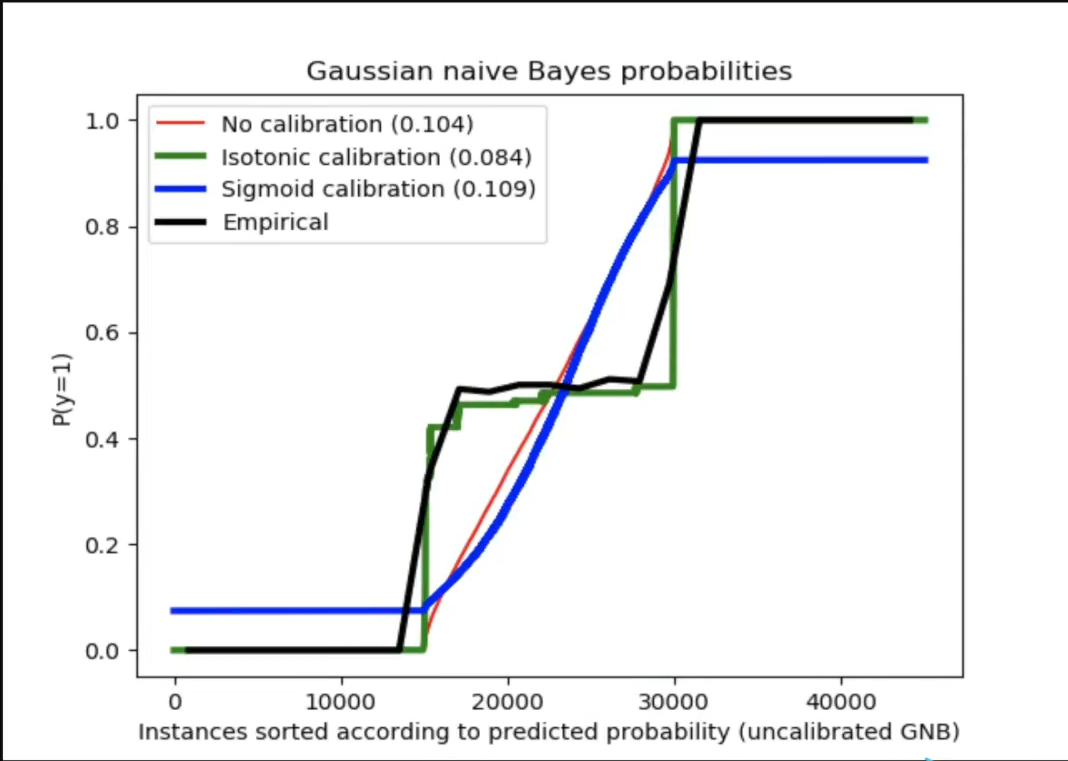 Gaussian naive Bayes probabilities
No calibration (0.104)
Isotonic calibration (0.084)
Sigmoid calibration (0.109)
Empirical
1.0
0.8
0.6
0.4
0.2
0.0
P(y=1)
0 10000 20000 30000 40000
Instances sorted according to predicted probability (uncalibrated GNB)